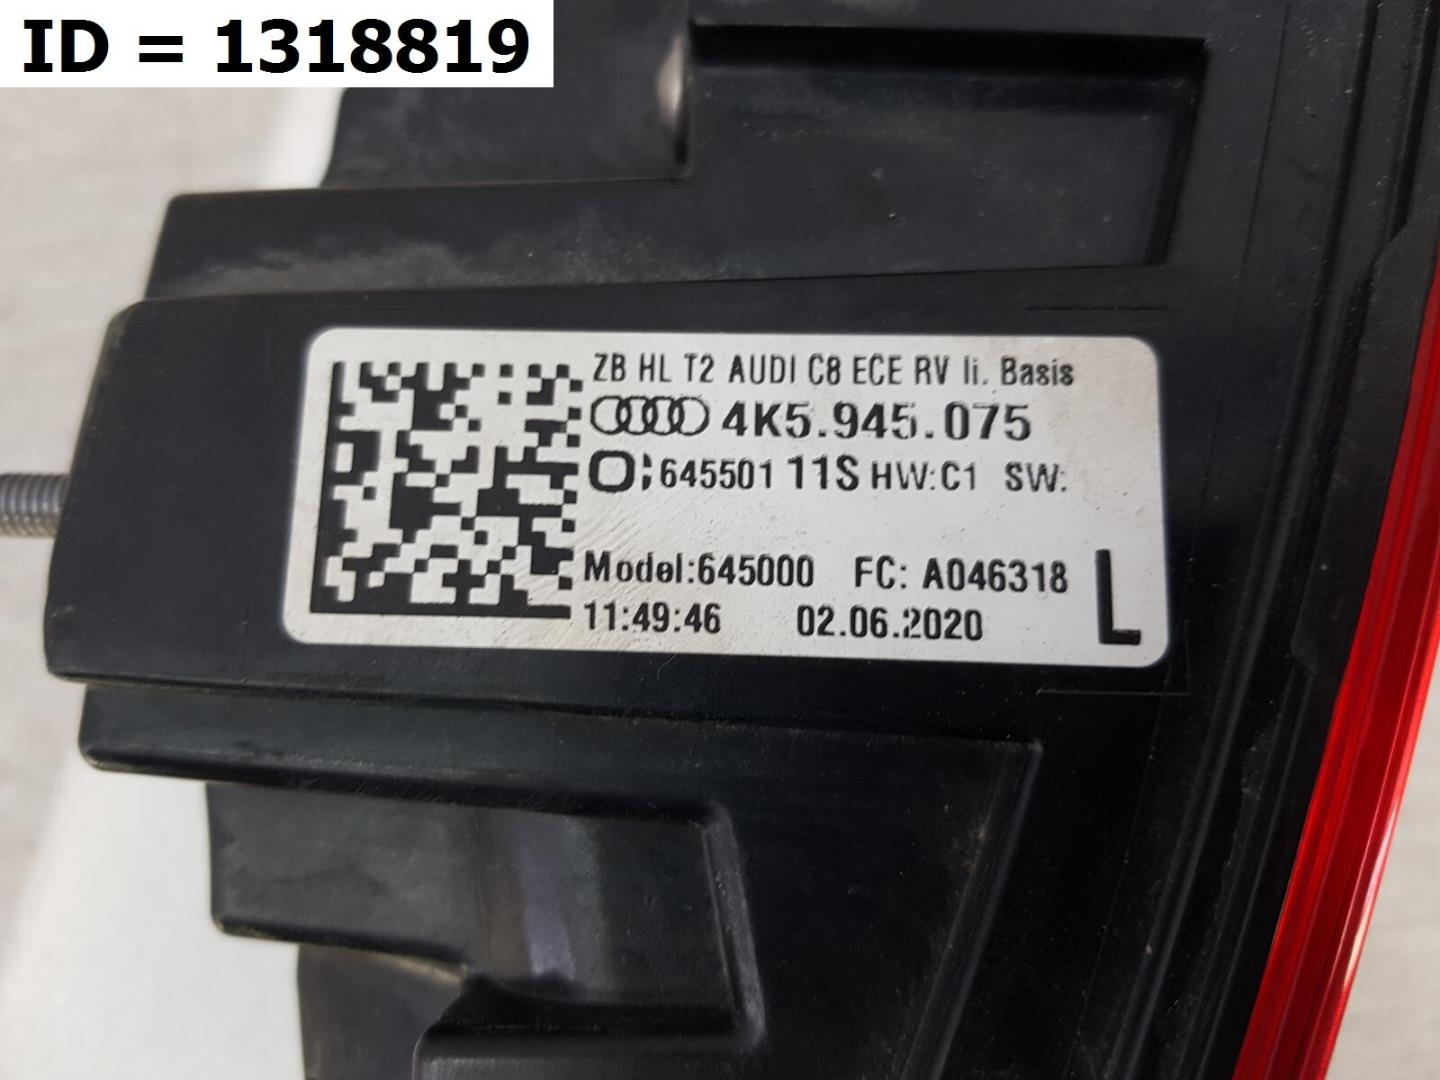 ID = 1318819
ZB HL T2 AUDI C8 ECE RV li. Basis
4K5.945.075
O:645501 11S HW:C1 SW:
Model:645000 FC: A046318
11:49:46 02.06.2020
L